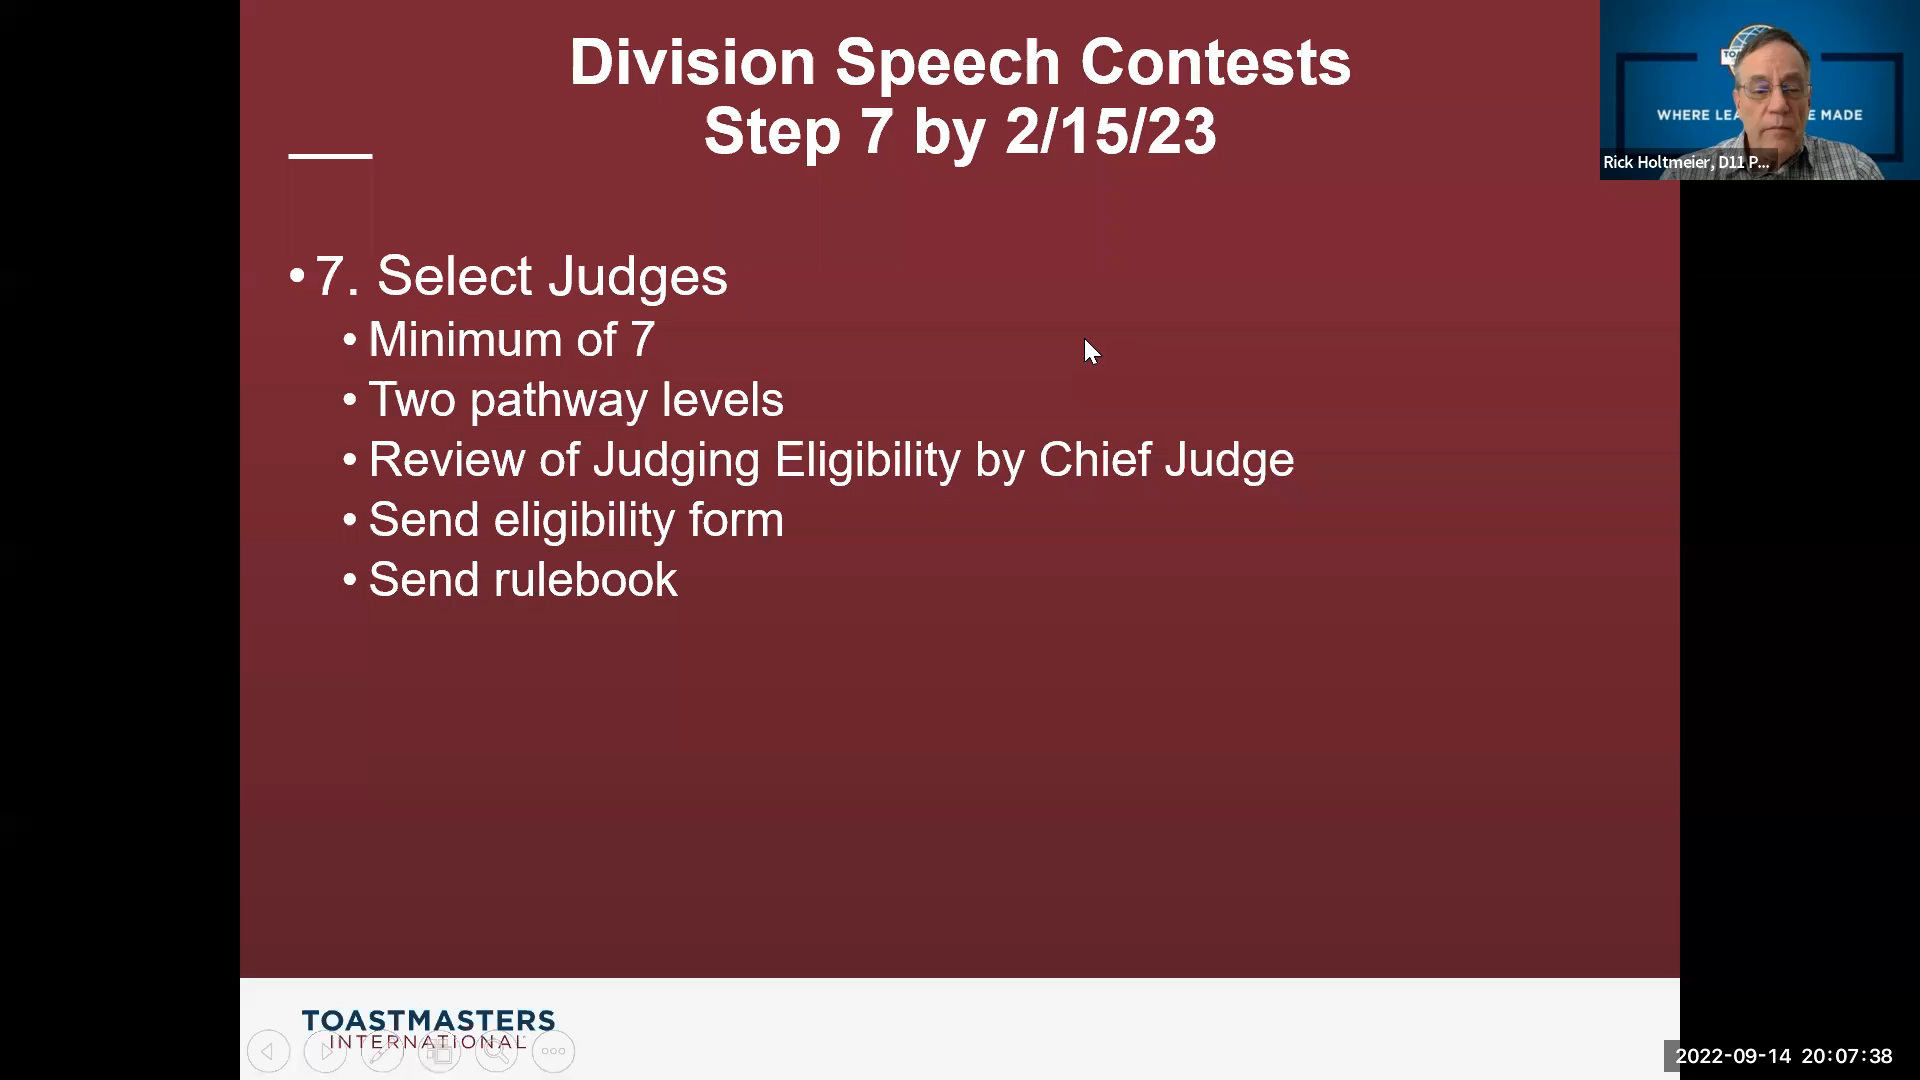 Division Speech Contests
Step 7 by 2/15/23
• 7. Select Judges
• Minimum of 7
• Two pathway levels
• Review of Judging Eligibility by Chief Judge
• Send eligibility form
• Send rulebook
WHERE MADE
Rick Holtmeier, D11 P...
TOASTMASTERS
INTERNATIONAL
2022-09-14 20:07:38